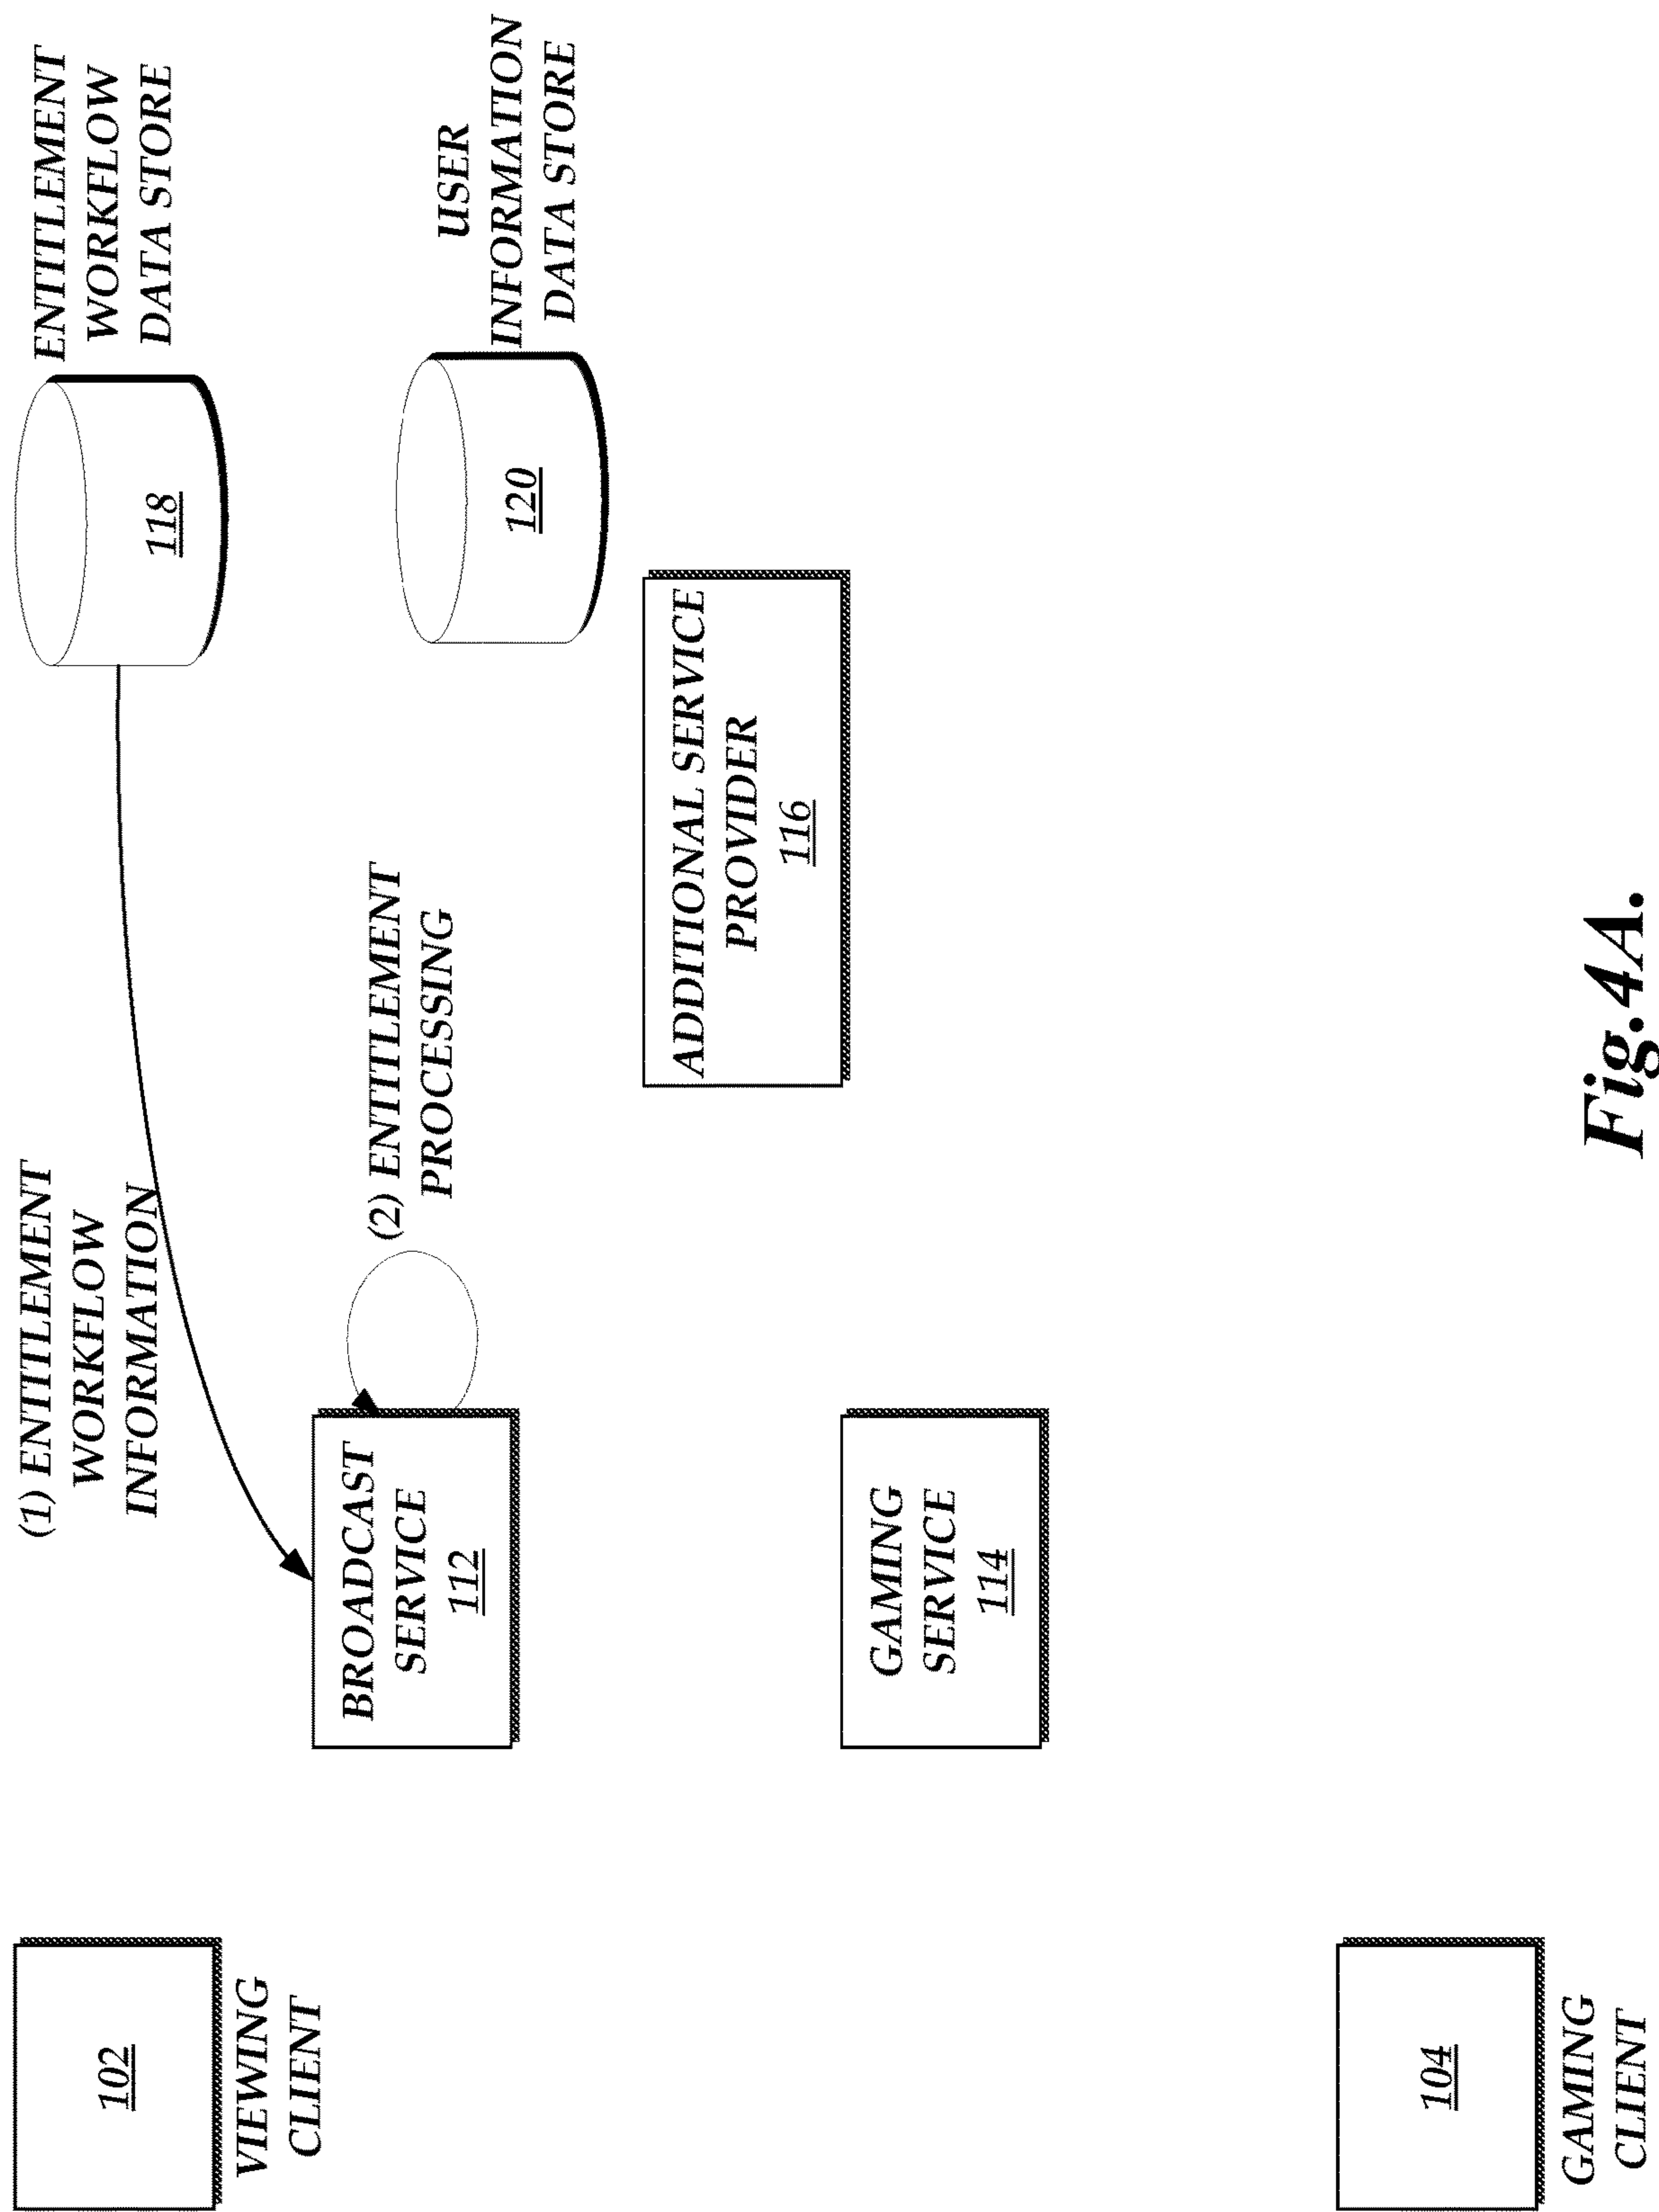 (1) ENTITLEMENT
WORKFLOW
INFORMATION
ENTITLEMENT
WORKFLOW
DATA STORE
118
102
VIEWING
CLIENT
BROADCAST
SERVICE
112
(2) ENTITLEMENT
PROCESSING
USER
INFORMATION
DATA STORE
120
ADDITIONAL SERVICE
PROVIDER
116
GAMING
SERVICE
114
104
GAMING
CLIENT
Fig.4A.